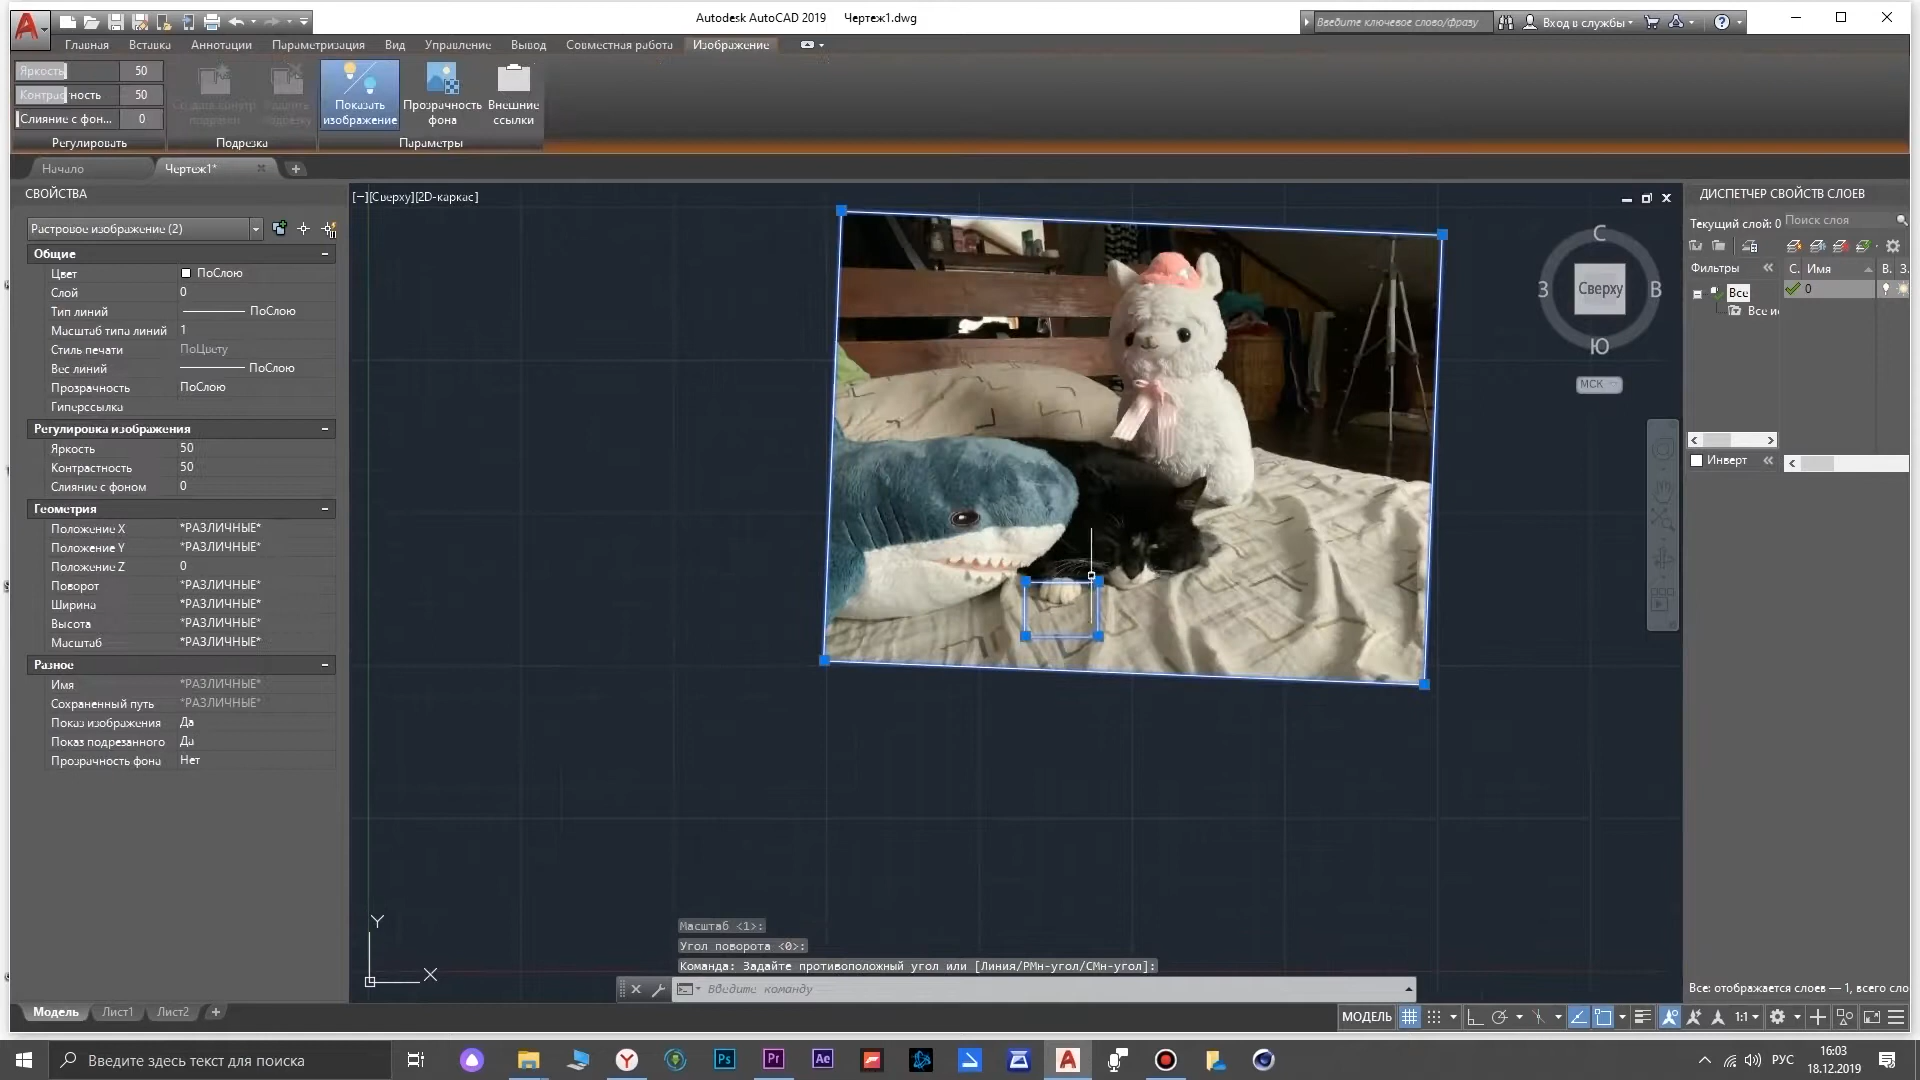 Autodesk AutoCAD 2019 Чертеж1.dwg
Введите ключевое слово/фразу
Вход в службы
Главная Вставка Аннотации Параметризация Вид Управление Вывод Совместная работа Изображение
Яркость 50
Контрастность 50
Слияние с фон... 0
Показать изображение
Прозрачность фона
Внешние ссылки
Регулировать Подрезка Параметры
Начало Чертеж1*
СВОЙСТВА
Растровое изображение (2)
Общие
Цвет ПоСлою
Слой 0
Тип линий ПоСлою
Масштаб типа линий 1
Стиль печати ПоЦвету
Вес линий ПоСлою
Прозрачность ПоСлою
Гиперссылка
Регулировка изображения
Яркость 50
Контрастность 50
Слияние с фоном 0
Геометрия
Положение X *РАЗЛИЧНЫЕ*
Положение Y *РАЗЛИЧНЫЕ*
Положение Z 0
Поворот *РАЗЛИЧНЫЕ*
Ширина *РАЗЛИЧНЫЕ*
Высота *РАЗЛИЧНЫЕ*
Масштаб *РАЗЛИЧНЫЕ*
Разное
Имя *РАЗЛИЧНЫЕ*
Сохраненный путь *РАЗЛИЧНЫЕ*
Показ изображения Да
Показ подрезанного Да
Прозрачность фона Нет
[−][Сверху][2D-каркас]
С
З Сверху В
Ю
МСК
ДИСПЕТЧЕР СВОЙСТВ СЛОЕВ
Текущий слой: 0 Поиск слоя
Фильтры С. Имя В. З.
Все 0
Все и
Инверт
Все: отображается слоев — 1, всего сло
Y
X
Масштаб <1>:
Угол поворота <0>:
Команда: Задайте противоположный угол или [Линия/РМн-угол/СМн-угол]:
Введите команду
Модель Лист1 Лист2
МОДЕЛЬ 1:1
Введите здесь текст для поиска
Ps Pr Ae
РУС
16:03
18.12.2019